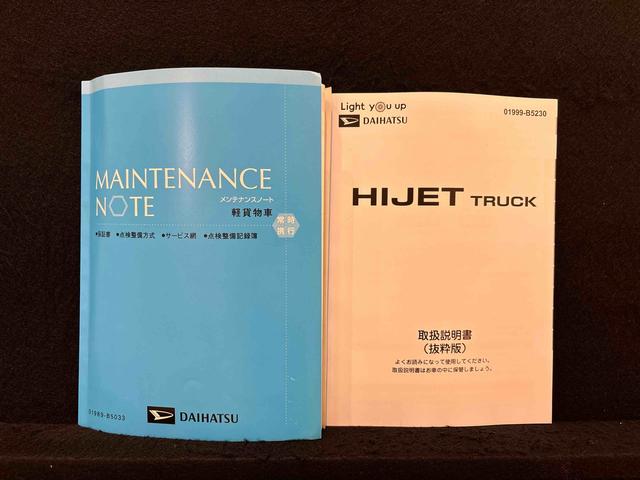 MAINTENANCE
NOTE
メンテナンスノート
軽貨物車
常時
携行
●保証書 ●点検整備方式 ●サービス網 ●点検整備記録簿
01989-B5033
DAIHATSU
Light you up
DAIHATSU
01999-B5230
HIJET TRUCK
取扱説明書
(抜粋版)
よくお読みになって使用してください。
取扱説明書はお車の中に保管しましょう。